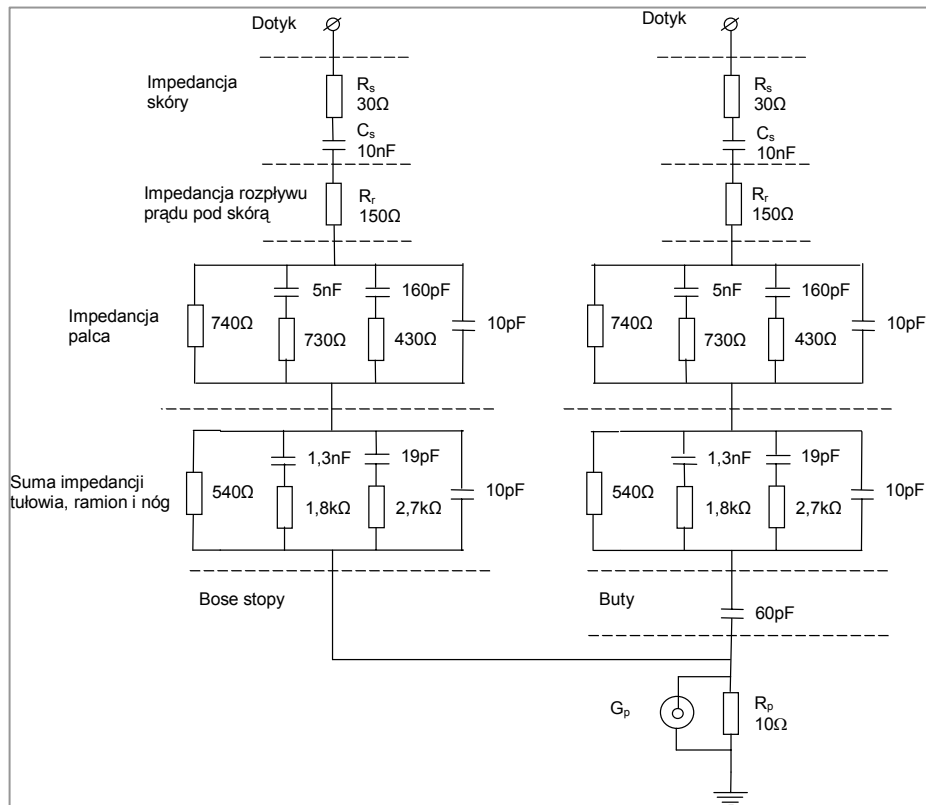 Dotyk
Dotyk
Impedancja
skóry
Rs
30Ω
Cs
10nF
Rs
30Ω
Cs
10nF
Impedancja rozpływu
prądu pod skórą
Rr
150Ω
Rr
150Ω
Impedancja
palca
740Ω
5nF
730Ω
160pF
430Ω
10pF
740Ω
5nF
730Ω
160pF
430Ω
10pF
Suma impedancji
tułowia, ramion i nóg
540Ω
1,3nF
1,8kΩ
19pF
2,7kΩ
10pF
540Ω
1,3nF
1,8kΩ
19pF
2,7kΩ
10pF
Bose stopy
Buty
60pF
Gp
Rp
10Ω